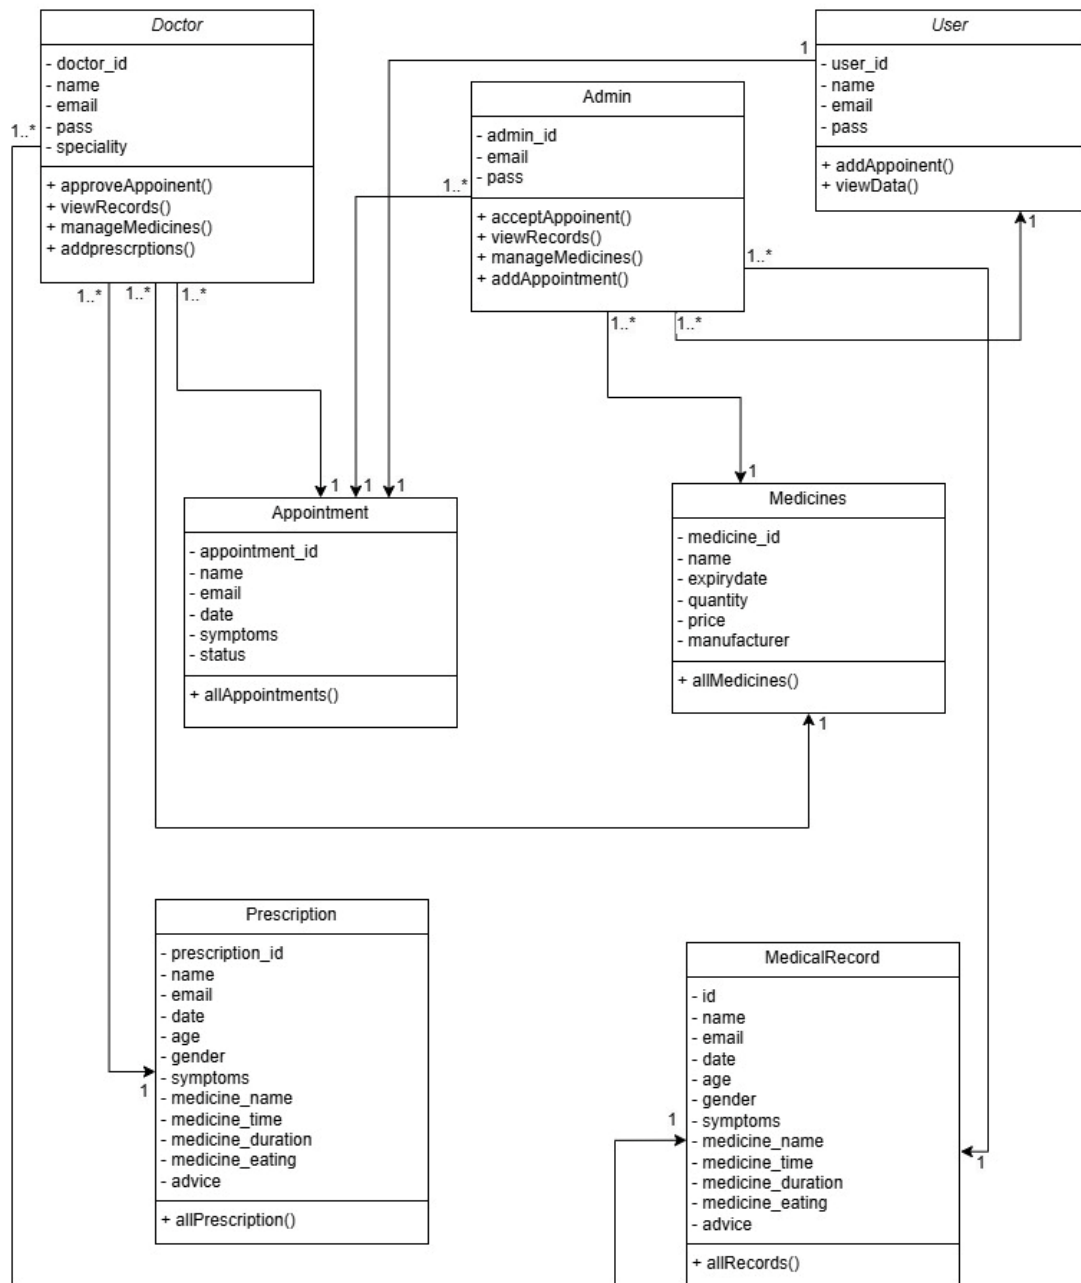 Doctor
- doctor_id
- name
- email
- pass
- speciality
+ approveAppoinent()
+ viewRecords()
+ manageMedicines()
+ addprescrptions()
1..*
1..*
1..*
1..*
Admin
- admin_id
- email
- pass
+ acceptAppoinent()
+ viewRecords()
+ manageMedicines()
+ addAppointment()
1..*
1..*
1..*
1..*
User
- user_id
- name
- email
- pass
+ addAppoinent()
+ viewData()
1
1
Appointment
- appointment_id
- name
- email
- date
- symptoms
- status
+ allAppointments()
1
1
1
Medicines
- medicine_id
- name
- expirydate
- quantity
- price
- manufacturer
+ allMedicines()
1
1
Prescription
- prescription_id
- name
- email
- date
- age
- gender
- symptoms
- medicine_name
- medicine_time
- medicine_duration
- medicine_eating
- advice
+ allPrescription()
1
MedicalRecord
- id
- name
- email
- date
- age
- gender
- symptoms
- medicine_name
- medicine_time
- medicine_duration
- medicine_eating
- advice
+ allRecords()
1
1